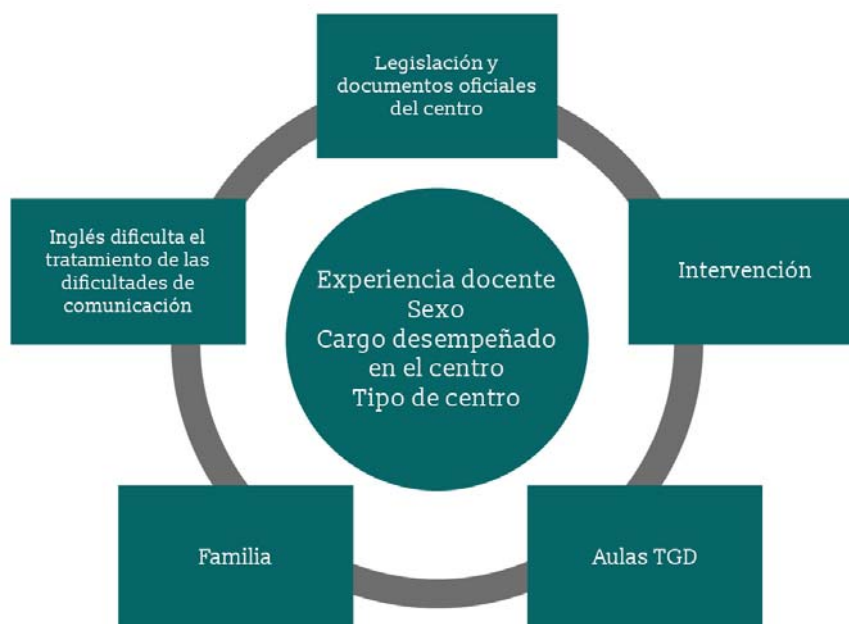 Legislación y
documentos oficiales
del centro
Inglés dificulta el
tratamiento de las
dificultades de
comunicación
Intervención
Experiencia docente
Sexo
Cargo desempeñado
en el centro
Tipo de centro
Familia
Aulas TGD